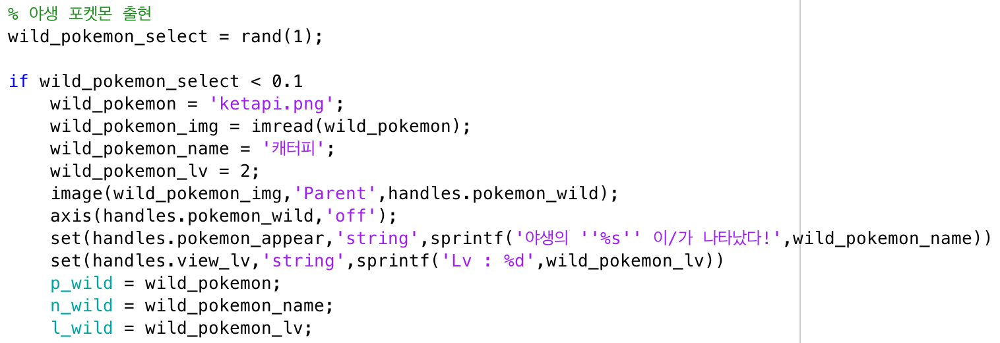 % 야생 포켓몬 출현
wild_pokemon_select = rand(1);
if wild_pokemon_select < 0.1
wild_pokemon = 'ketapi.png';
wild_pokemon_img = imread(wild_pokemon);
wild_pokemon_name = '캐터피';
wild_pokemon_lv = 2;
image(wild_pokemon_img,'Parent',handles.pokemon_wild);
axis(handles.pokemon_wild,'off');
set(handles.pokemon_appear,'string',sprintf('야생의 ''%s'' 이/가 나타났다!',wild_pokemon_name))
set(handles.view_lv,'string',sprintf('Lv : %d',wild_pokemon_lv))
p_wild = wild_pokemon;
n_wild = wild_pokemon_name;
l_wild = wild_pokemon_lv;